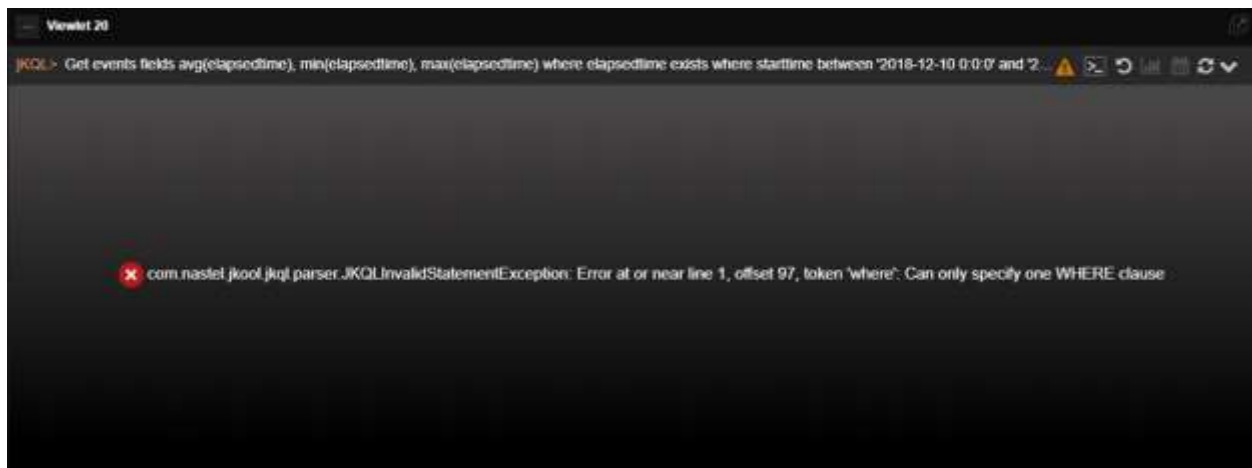 Viewlet 20
jKQL> Get events fields avg(elapsedtime), min(elapsedtime), max(elapsedtime) where elapsedtime exists where starttime between '2018-12-10 0:0:0' and '2...
com.nastel.jkool.jkql.parser.JKQLInvalidStatementException: Error at or near line 1, offset 97, token 'where': Can only specify one WHERE clause